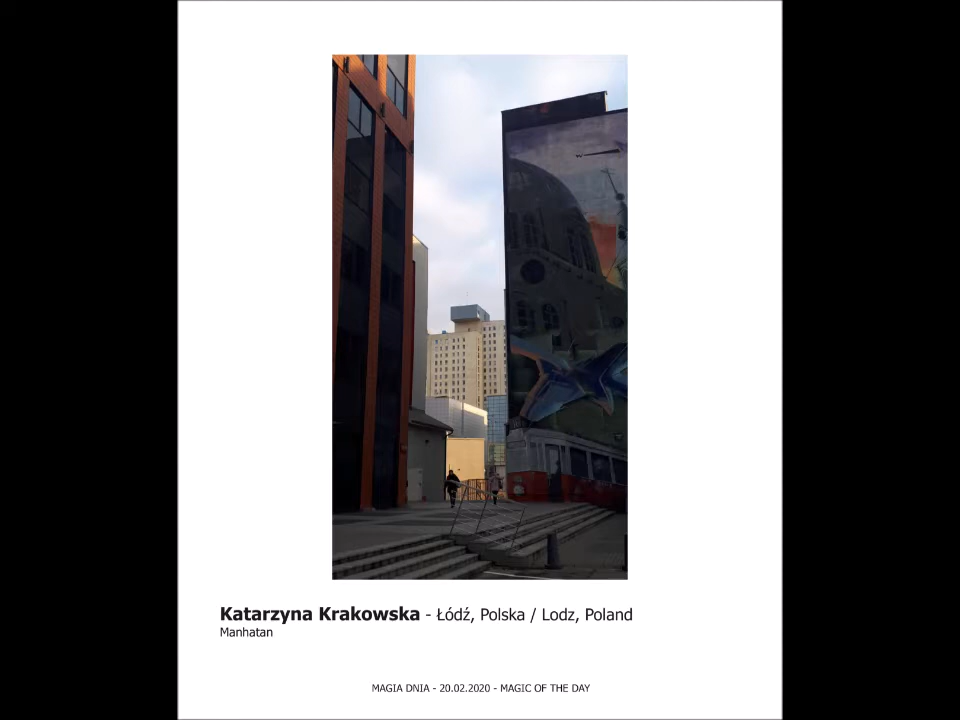 Katarzyna Krakowska - Łódź, Polska / Lodz, Poland
Manhatan
MAGIA DNIA - 20.02.2020 - MAGIC OF THE DAY